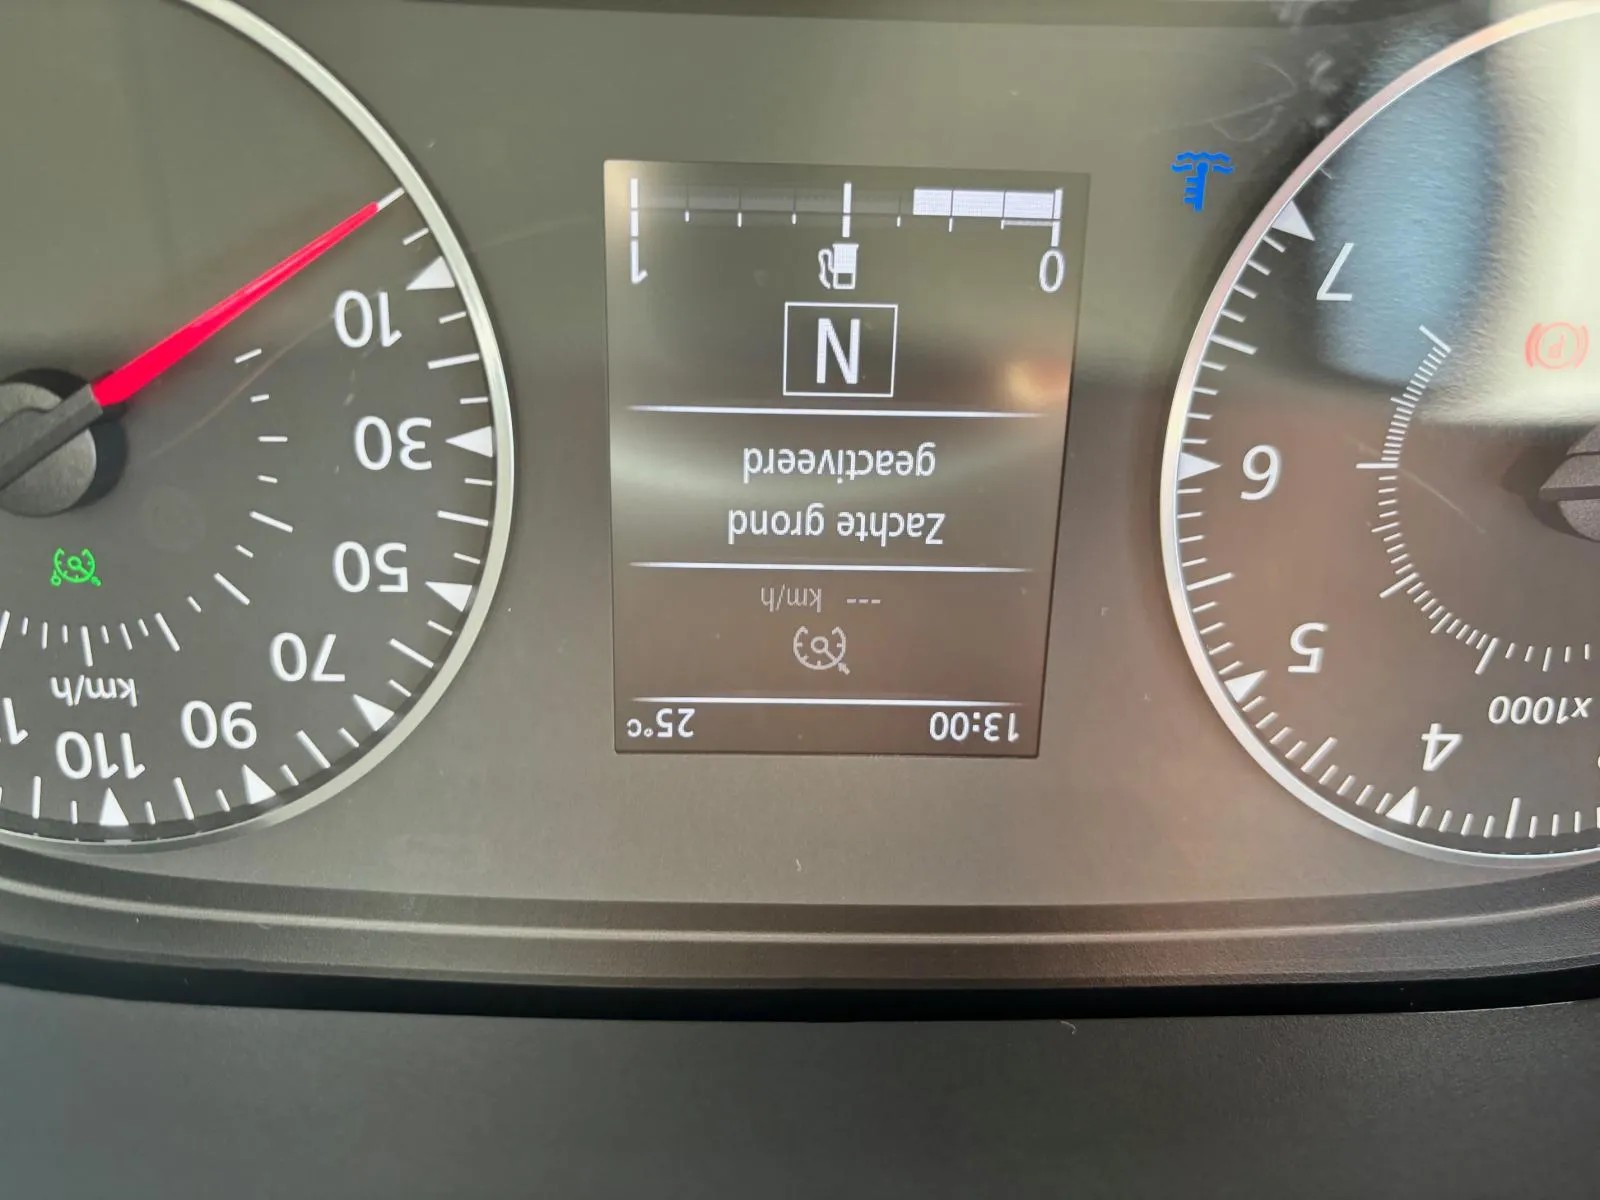 4
x1000
5
6
7
P
13:00 25°C
--- km/h
Zachte grond
geactiveerd
N
0 1
110
90
km/h
70
50
30
10